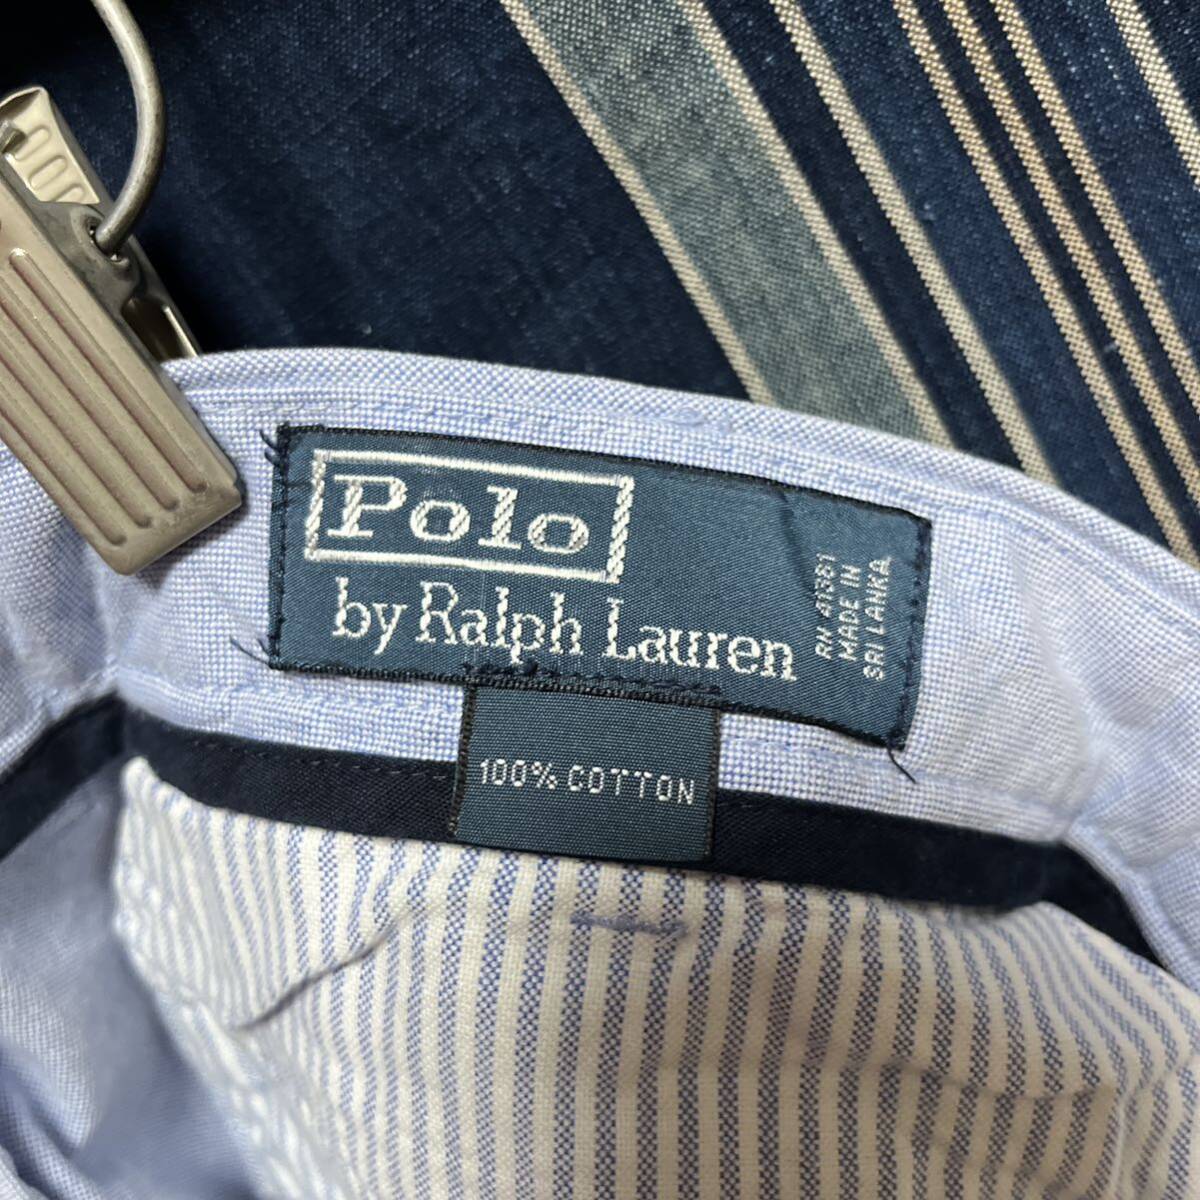 Polo
by Ralph Lauren
RN 41381
MADE IN
SRI LANKA
100% COTTON